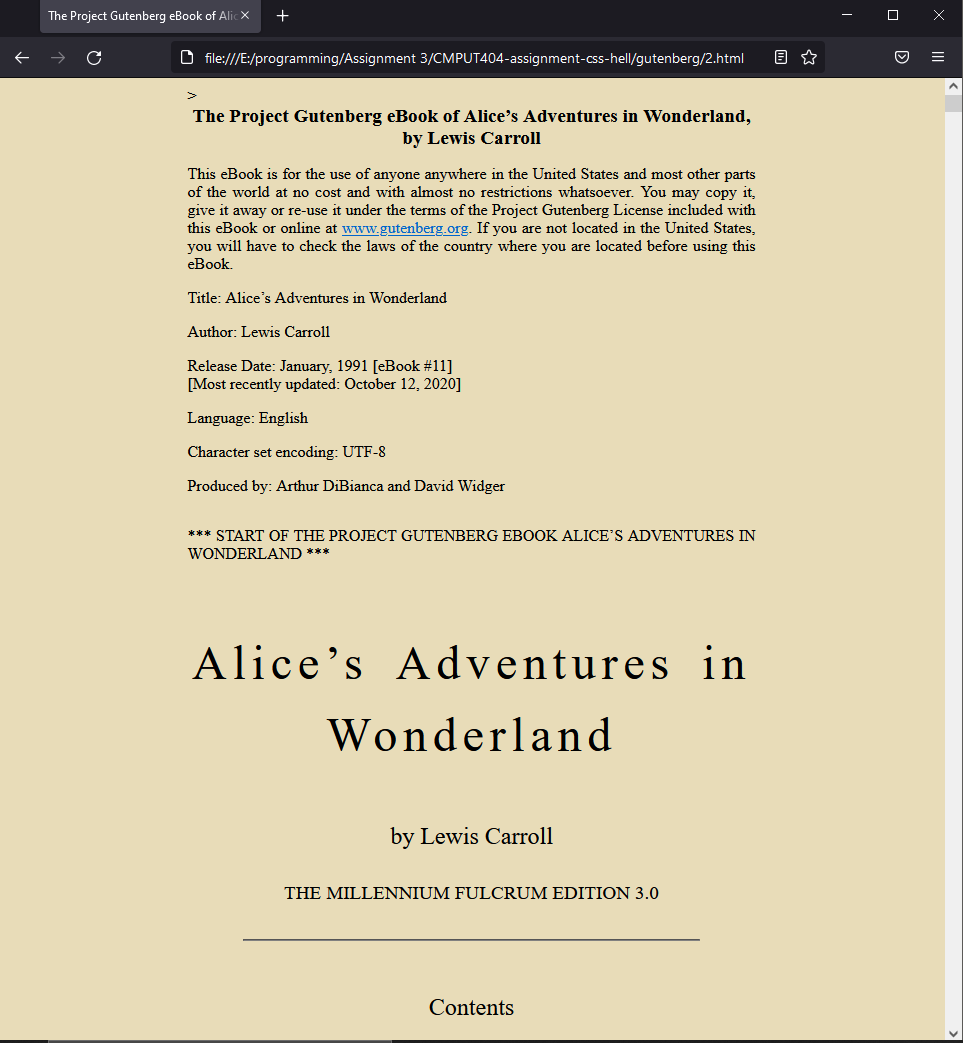 The Project Gutenberg eBook of Alic
file:///E:/programming/Assignment 3/CMPUT404-assignment-css-hell/gutenberg/2.html
>
The Project Gutenberg eBook of Alice’s Adventures in Wonderland,
by Lewis Carroll
This eBook is for the use of anyone anywhere in the United States and most other parts
of the world at no cost and with almost no restrictions whatsoever. You may copy it,
give it away or re-use it under the terms of the Project Gutenberg License included with
this eBook or online at www.gutenberg.org. If you are not located in the United States,
you will have to check the laws of the country where you are located before using this
eBook.
Title: Alice’s Adventures in Wonderland
Author: Lewis Carroll
Release Date: January, 1991 [eBook #11]
[Most recently updated: October 12, 2020]
Language: English
Character set encoding: UTF-8
Produced by: Arthur DiBianca and David Widger
*** START OF THE PROJECT GUTENBERG EBOOK ALICE’S ADVENTURES IN
WONDERLAND ***
Alice’s Adventures in
Wonderland
by Lewis Carroll
THE MILLENNIUM FULCRUM EDITION 3.0
Contents